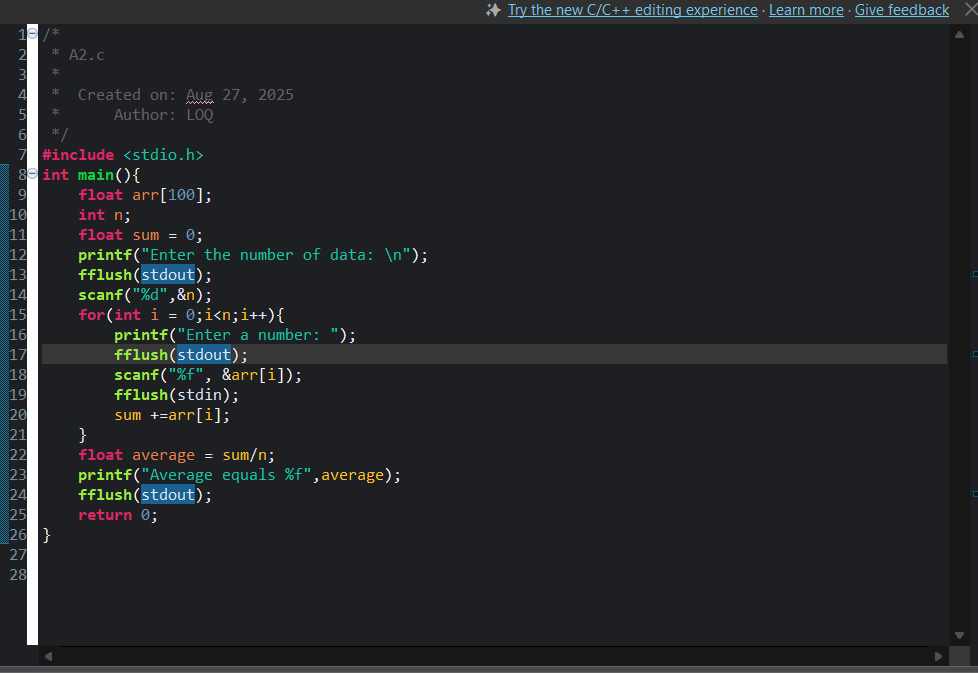 Try the new C/C++ editing experience · Learn more · Give feedback
1 /*
2  * A2.c
3  *
4  *  Created on: Aug 27, 2025
5  *      Author: LOQ
6  */
7 #include <stdio.h>
8 int main(){
9     float arr[100];
10     int n;
11     float sum = 0;
12     printf("Enter the number of data: \n");
13     fflush(stdout);
14     scanf("%d",&n);
15     for(int i = 0;i<n;i++){
16         printf("Enter a number: ");
17         fflush(stdout);
18         scanf("%f", &arr[i]);
19         fflush(stdin);
20         sum +=arr[i];
21     }
22     float average = sum/n;
23     printf("Average equals %f",average);
24     fflush(stdout);
25     return 0;
26 }
27
28